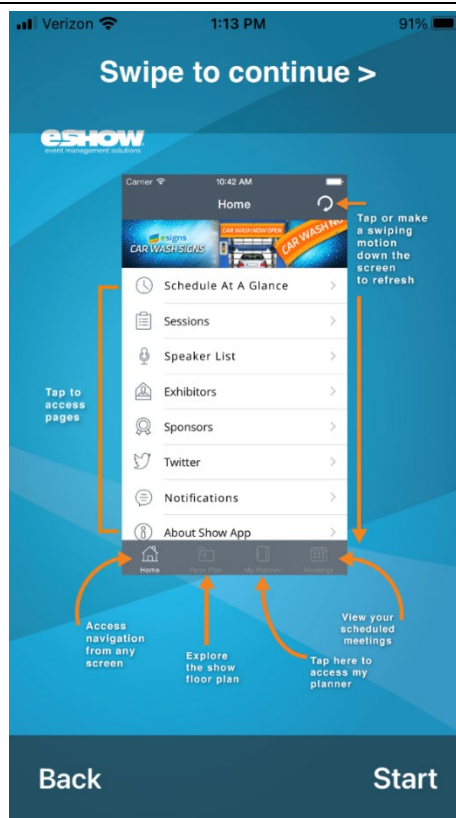 Verizon 1:13 PM 91%
Swipe to continue >
eSHOW
event management solutions
Carrier 10:42 AM
Home
esigns
CAR WASH SIGNS
CAR WASH NOW OPEN
CAR WASH NO
Tap or make
a swiping
motion
down the
screen
to refresh
Schedule At A Glance
Sessions
Speaker List
Exhibitors
Sponsors
Twitter
Notifications
About Show App
Tap to
access
pages
Home Floor Plan My Planner Meetings
Access
navigation
from any
screen
Explore
the show
floor plan
Tap here to
access my
planner
View your
scheduled
meetings
Back Start